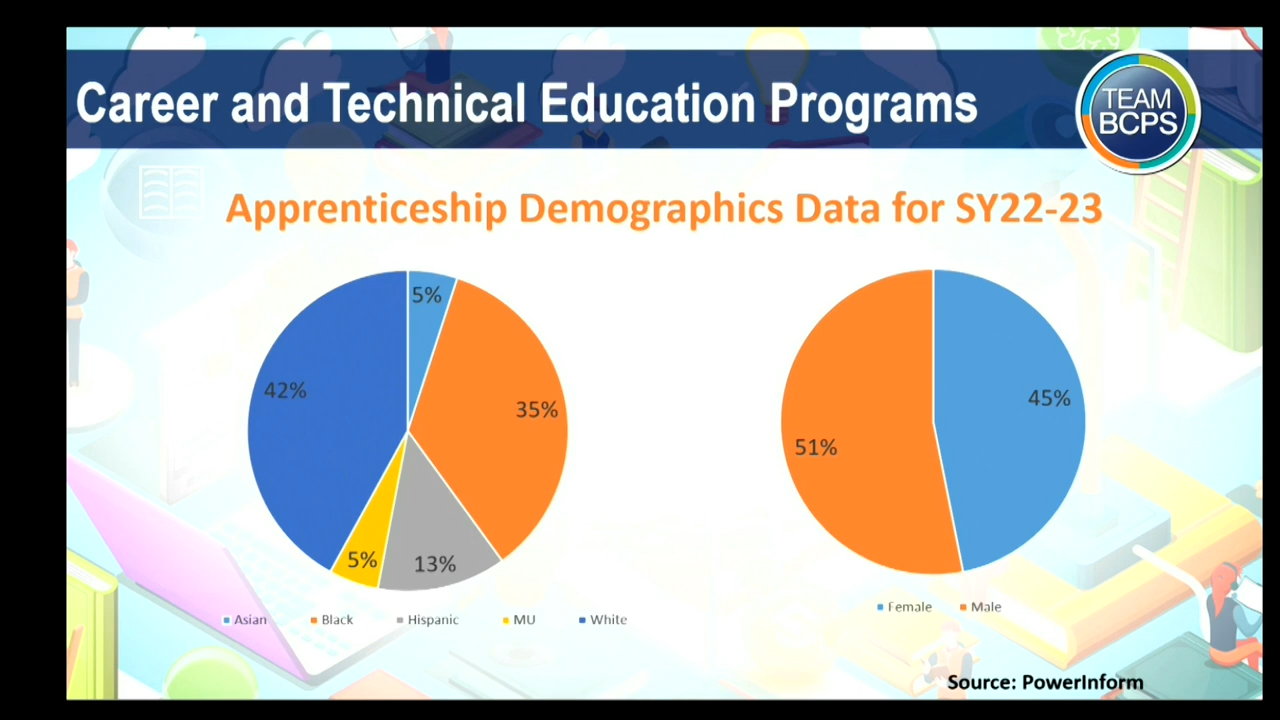 Career and Technical Education Programs
TEAM
BCPS
Apprenticeship Demographics Data for SY22-23
5%
35%
13%
5%
42%
Asian
Black
Hispanic
MU
White
45%
51%
Female
Male
Source: PowerInform